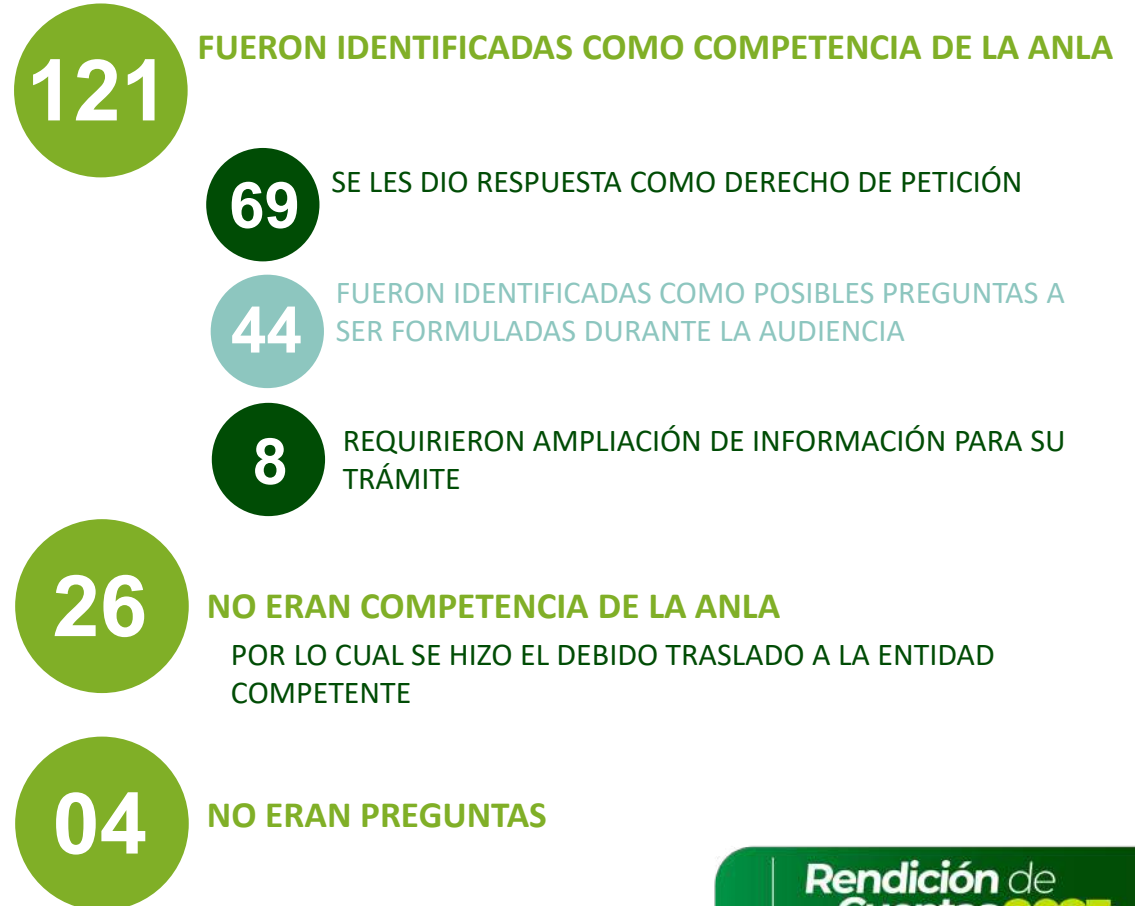 121
FUERON IDENTIFICADAS COMO COMPETENCIA DE LA ANLA
69
SE LES DIO RESPUESTA COMO DERECHO DE PETICIÓN
44
FUERON IDENTIFICADAS COMO POSIBLES PREGUNTAS A
SER FORMULADAS DURANTE LA AUDIENCIA
8
REQUIRIERON AMPLIACIÓN DE INFORMACIÓN PARA SU
TRÁMITE
26
NO ERAN COMPETENCIA DE LA ANLA
POR LO CUAL SE HIZO EL DEBIDO TRASLADO A LA ENTIDAD
COMPETENTE
04
NO ERAN PREGUNTAS
Rendición de
Cuentas